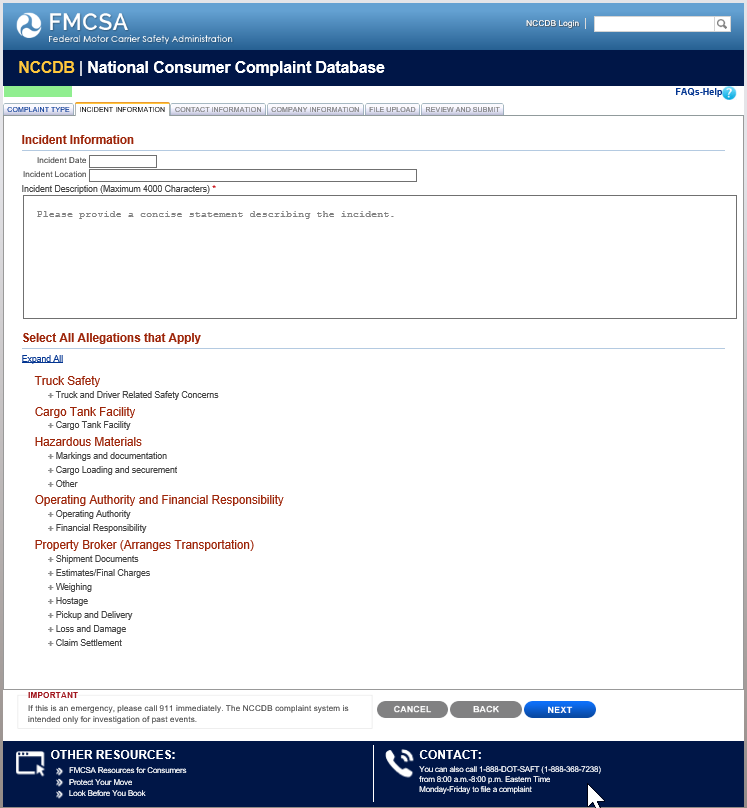 FMCSA
Federal Motor Carrier Safety Administration
NCCDB Login
NCCDB | National Consumer Complaint Database
FAQs-Help ?
COMPLAINT TYPE INCIDENT INFORMATION CONTACT INFORMATION COMPANY INFORMATION FILE UPLOAD REVIEW AND SUBMIT
Incident Information
Incident Date
Incident Location
Incident Description (Maximum 4000 Characters) *
Please provide a concise statement describing the incident.
Select All Allegations that Apply
Expand All
Truck Safety
+ Truck and Driver Related Safety Concerns
Cargo Tank Facility
+ Cargo Tank Facility
Hazardous Materials
+ Markings and documentation
+ Cargo Loading and securement
+ Other
Operating Authority and Financial Responsibility
+ Operating Authority
+ Financial Responsibility
Property Broker (Arranges Transportation)
+ Shipment Documents
+ Estimates/Final Charges
+ Weighing
+ Hostage
+ Pickup and Delivery
+ Loss and Damage
+ Claim Settlement
IMPORTANT
If this is an emergency, please call 911 immediately. The NCCDB complaint system is
intended only for investigation of past events.
CANCEL BACK NEXT
OTHER RESOURCES:
FMCSA Resources for Consumers
Protect Your Move
Look Before You Book
CONTACT:
You can also call 1-888-DOT-SAFT (1-888-368-7238)
from 8:00 a.m.-8:00 p.m. Eastern Time
Monday-Friday to file a complaint